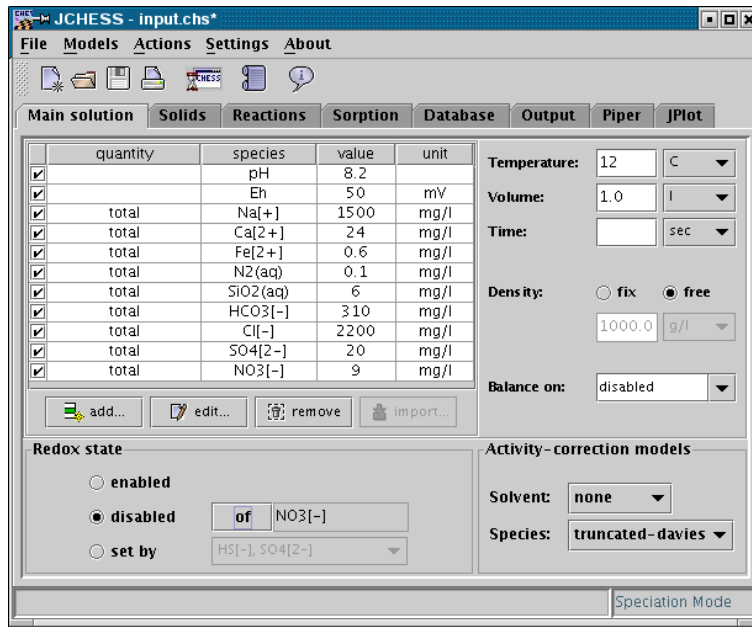 JCHESS - input.chs*
File Models Actions Settings About
CHESS
Main solution Solids Reactions Sorption Database Output Piper JPlot
quantity species value unit
pH 8.2
Eh 50 mV
total Na[+] 1500 mg/l
total Ca[2+] 24 mg/l
total Fe[2+] 0.6 mg/l
total N2(aq) 0.1 mg/l
total SiO2(aq) 6 mg/l
total HCO3[-] 310 mg/l
total Cl[-] 2200 mg/l
total SO4[2-] 20 mg/l
total NO3[-] 9 mg/l
add... edit... remove import...
Temperature: 12 C
Volume: 1.0 l
Time: sec
Density: fix free
1000.0 g/l
Balance on: disabled
Redox state
enabled
disabled of NO3[-]
set by HS[-], SO4[2-]
Activity-correction models
Solvent: none
Species: truncated-davies
Speciation Mode